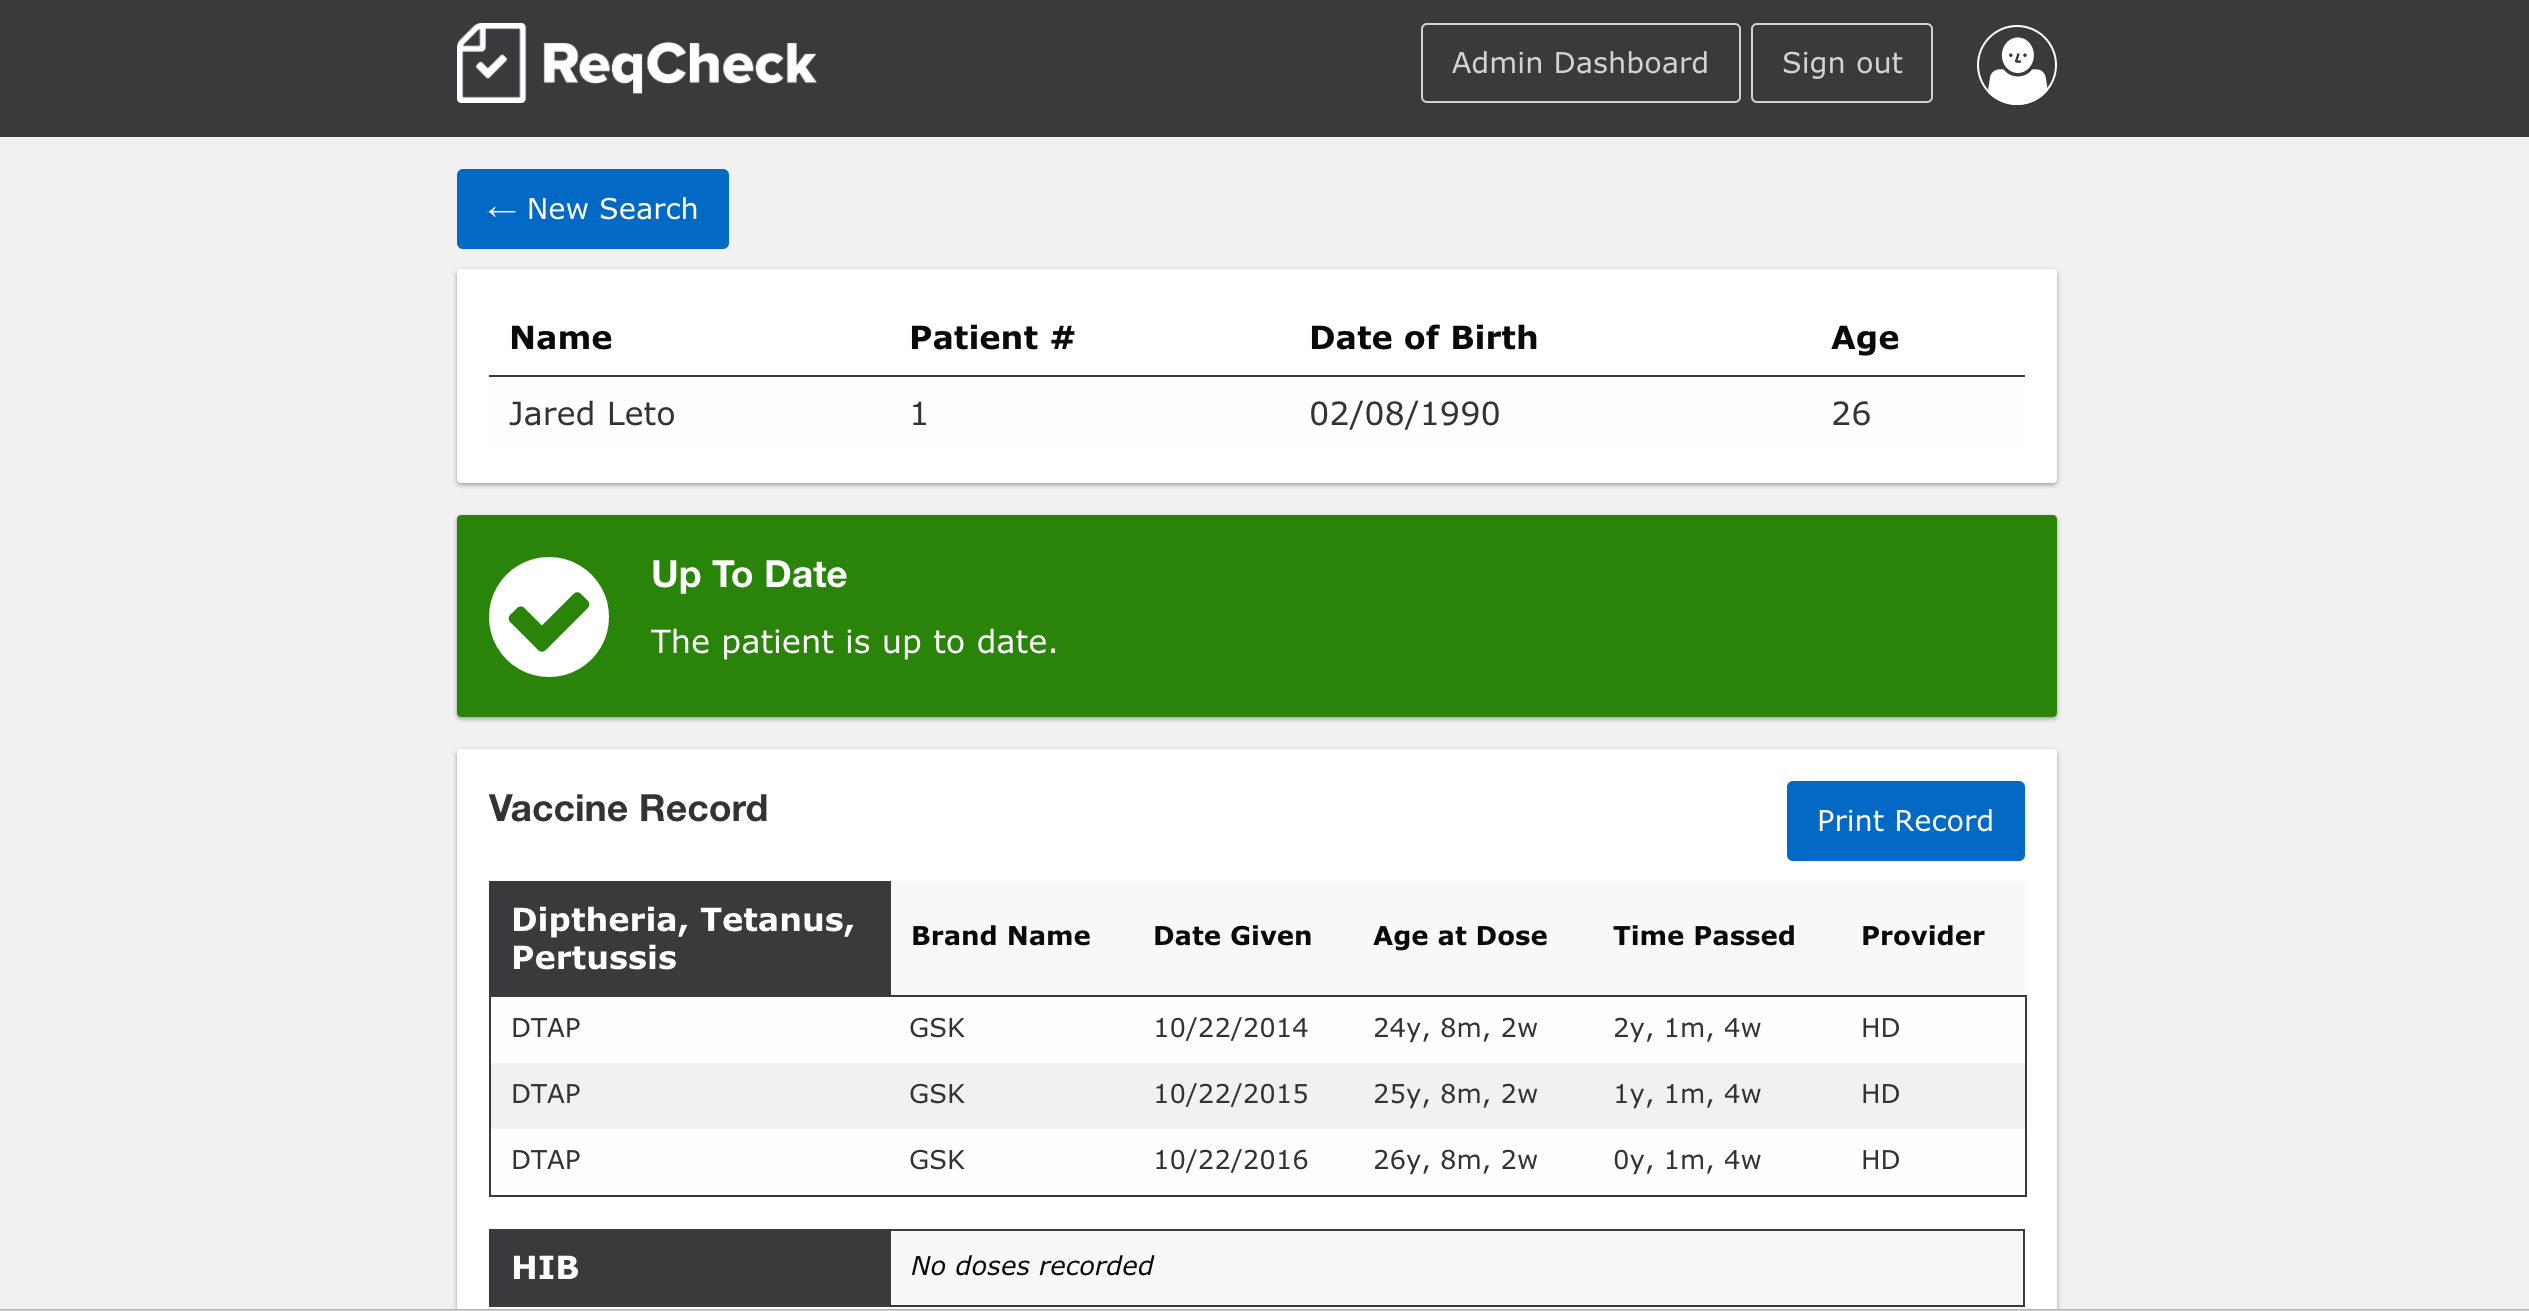 ReqCheck
Admin Dashboard
Sign out
← New Search
Name Patient # Date of Birth Age
Jared Leto 1 02/08/1990 26
Up To Date
The patient is up to date.
Vaccine Record
Print Record
Diptheria, Tetanus,
Pertussis
Brand Name Date Given Age at Dose Time Passed Provider
DTAP GSK 10/22/2014 24y, 8m, 2w 2y, 1m, 4w HD
DTAP GSK 10/22/2015 25y, 8m, 2w 1y, 1m, 4w HD
DTAP GSK 10/22/2016 26y, 8m, 2w 0y, 1m, 4w HD
HIB No doses recorded